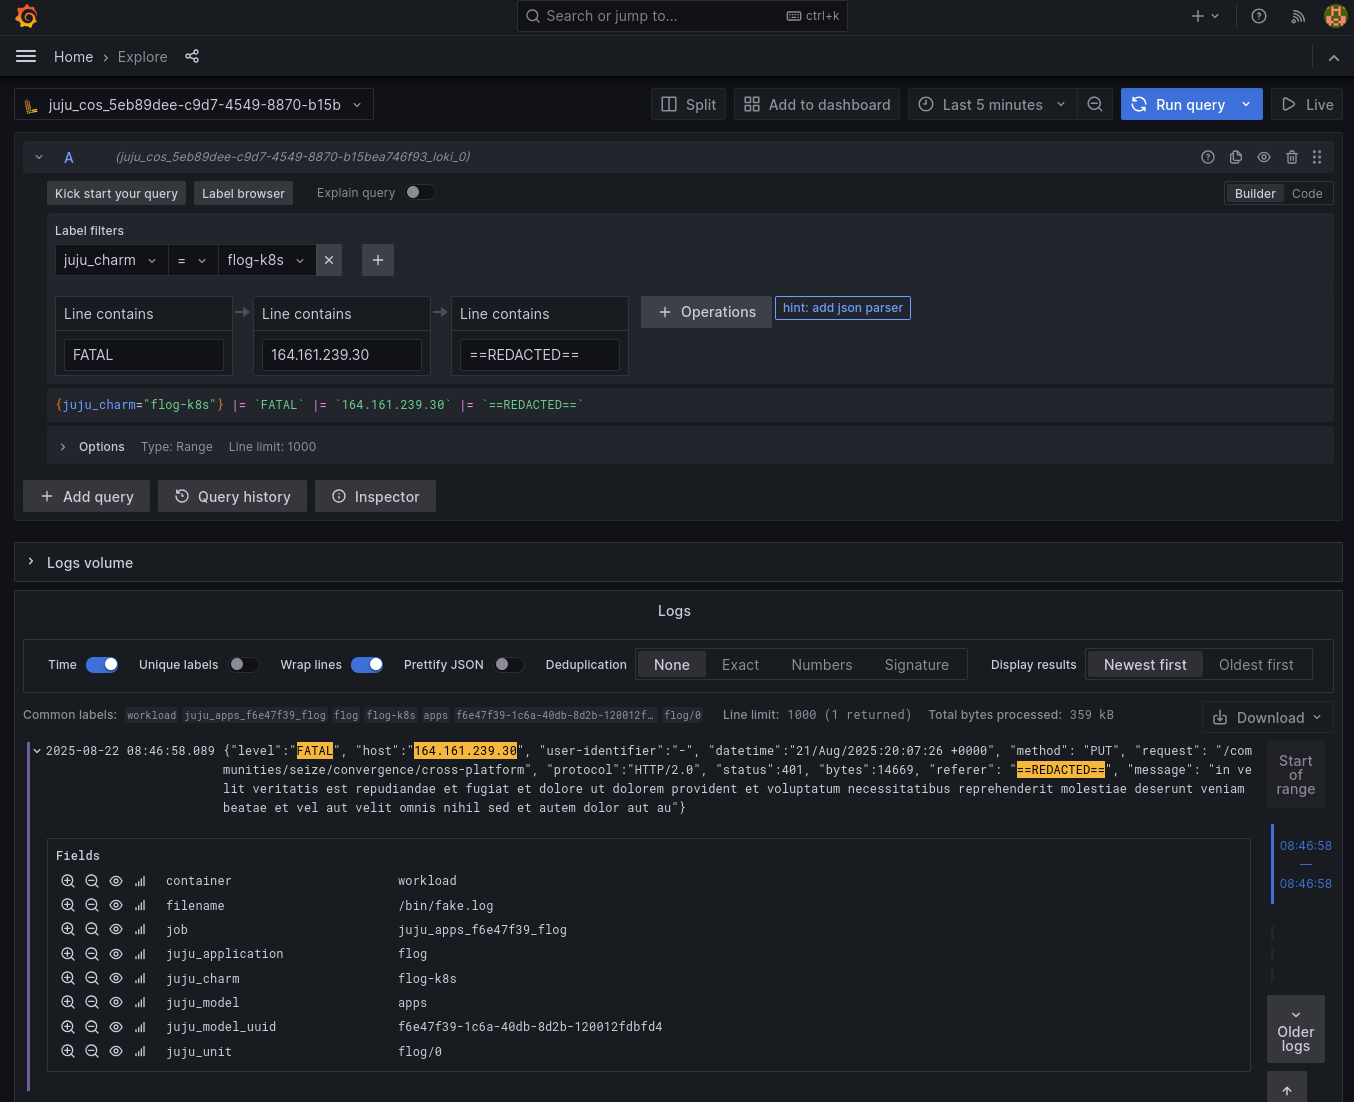 Search or jump to... ctrl+k
Home › Explore
juju_cos_5eb89dee-c9d7-4549-8870-b15b Split Add to dashboard Last 5 minutes Run query Live
A (juju_cos_5eb89dee-c9d7-4549-8870-b15bea746f93_loki_0)
Kick start your query Label browser Explain query Builder Code
Label filters
juju_charm = flog-k8s
Line contains Line contains Line contains + Operations hint: add json parser
FATAL 164.161.239.30 ==REDACTED==
{juju_charm="flog-k8s"} |= `FATAL` |= `164.161.239.30` |= `==REDACTED==`
Options Type: Range Line limit: 1000
+ Add query Query history Inspector
Logs volume
Logs
Time Unique labels Wrap lines Prettify JSON Deduplication None Exact Numbers Signature Display results Newest first Oldest first
Common labels: workload juju_apps_f6e47f39_flog flog flog-k8s apps f6e47f39-1c6a-40db-8d2b-120012f… flog/0 Line limit: 1000 (1 returned) Total bytes processed: 359 kB Download
2025-08-22 08:46:58.089 {"level":"FATAL", "host":"164.161.239.30", "user-identifier":"-", "datetime":"21/Aug/2025:20:07:26 +0000", "method": "PUT", "request": "/com
munities/seize/convergence/cross-platform", "protocol":"HTTP/2.0", "status":401, "bytes":14669, "referer": "==REDACTED==", "message": "in ve
lit veritatis est repudiandae et fugiat et dolore ut dolorem provident et voluptatum necessitatibus reprehenderit molestiae deserunt veniam
beatae et vel aut velit omnis nihil sed et autem dolor aut au"}
Start
of
range
08:46:58
—
08:46:58
Fields
container workload
filename /bin/fake.log
job juju_apps_f6e47f39_flog
juju_application flog
juju_charm flog-k8s
juju_model apps
juju_model_uuid f6e47f39-1c6a-40db-8d2b-120012fdbfd4
juju_unit flog/0
Older
logs